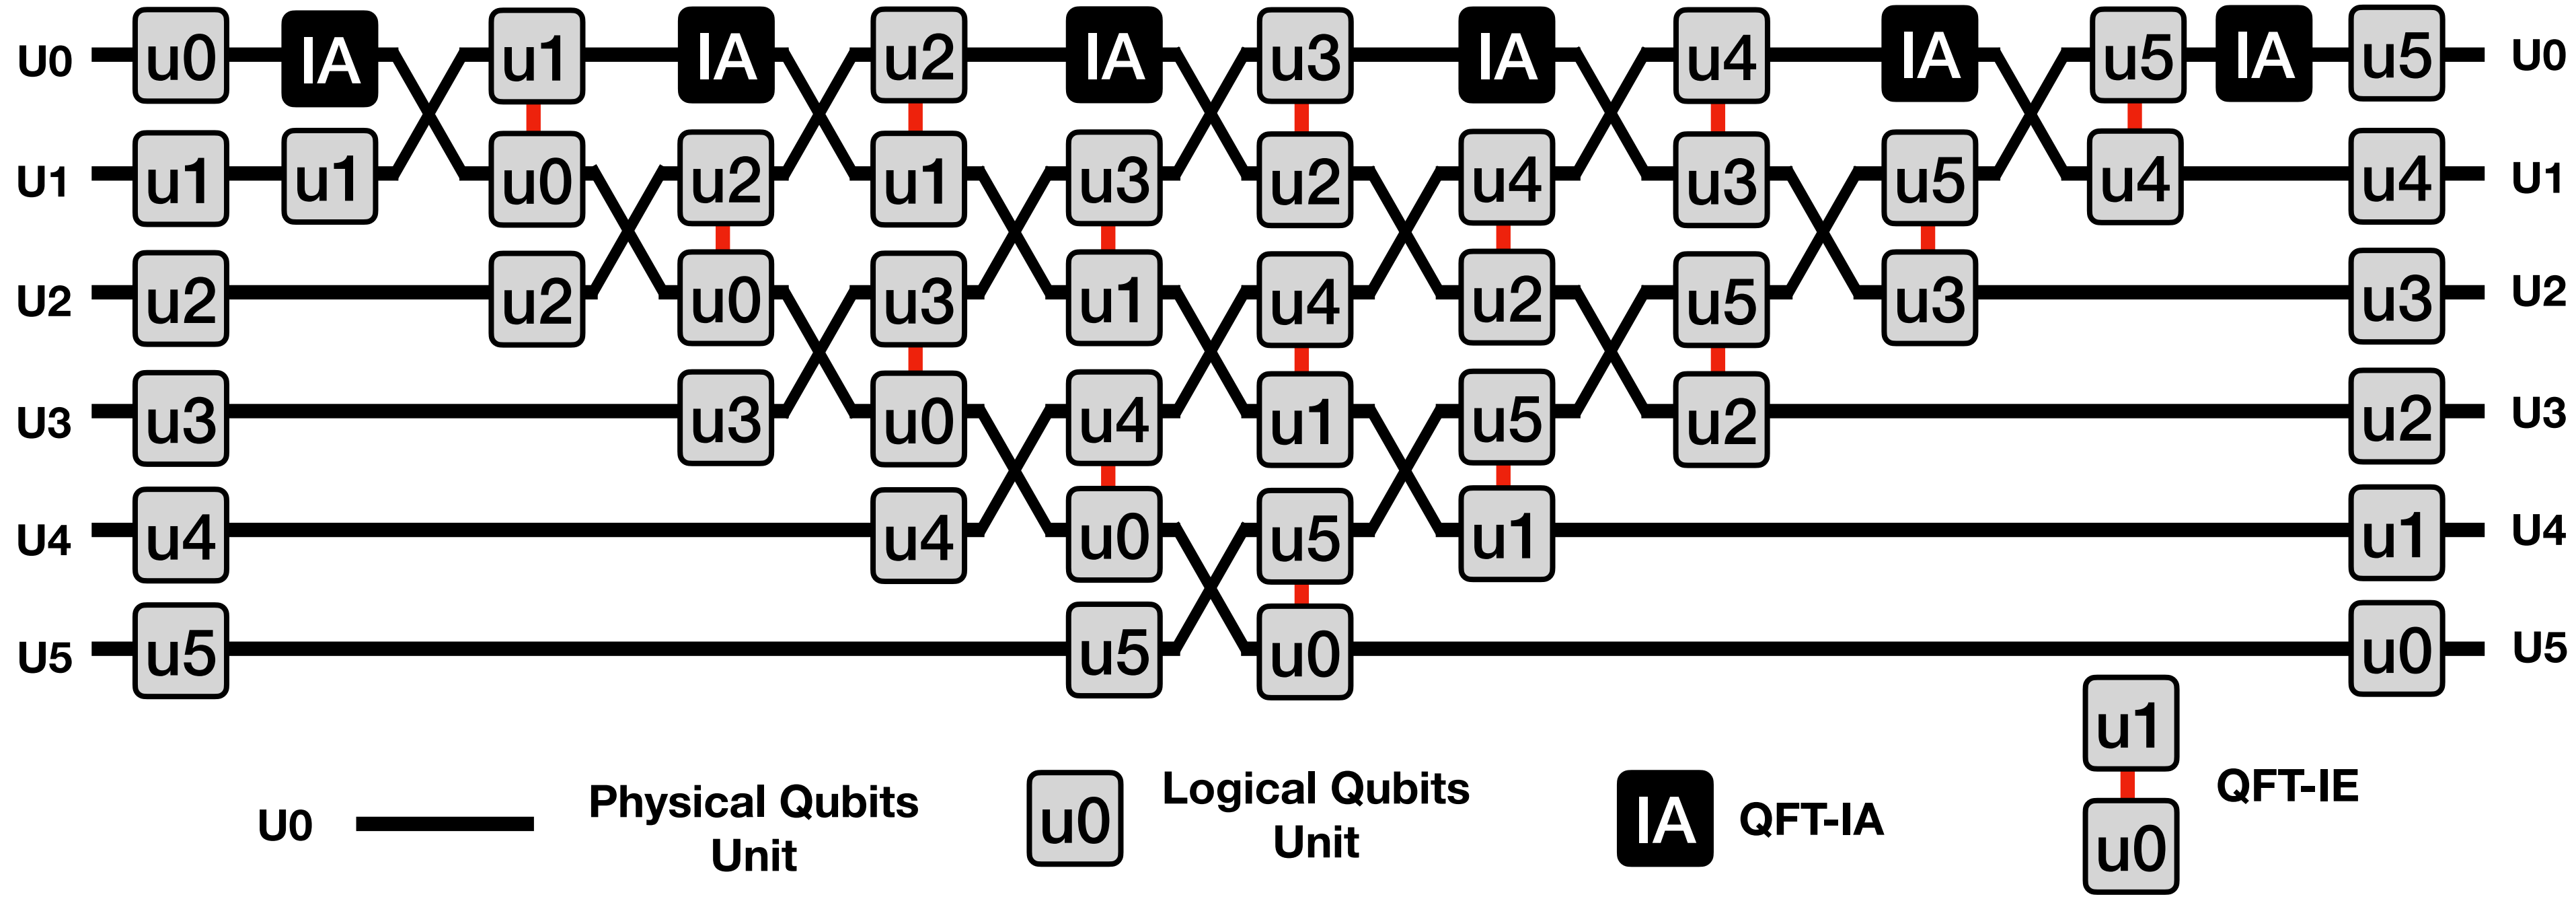 U0 u0 IA u1 IA u2 IA u3 IA u4 IA u5 IA u5 U0
U1 u1 u1 u0 u2 u1 u3 u2 u4 u3 u5 u4 u4 U1
U2 u2 u2 u0 u3 u1 u4 u2 u5 u3 u3 U2
U3 u3 u3 u0 u4 u1 u5 u2 u2 U3
U4 u4 u4 u0 u5 u1 u1 U4
U5 u5 u5 u0 u0 U5
U0
Physical Qubits
Unit
u0
Logical Qubits
Unit
IA
QFT-IA
u1
u0
QFT-IE